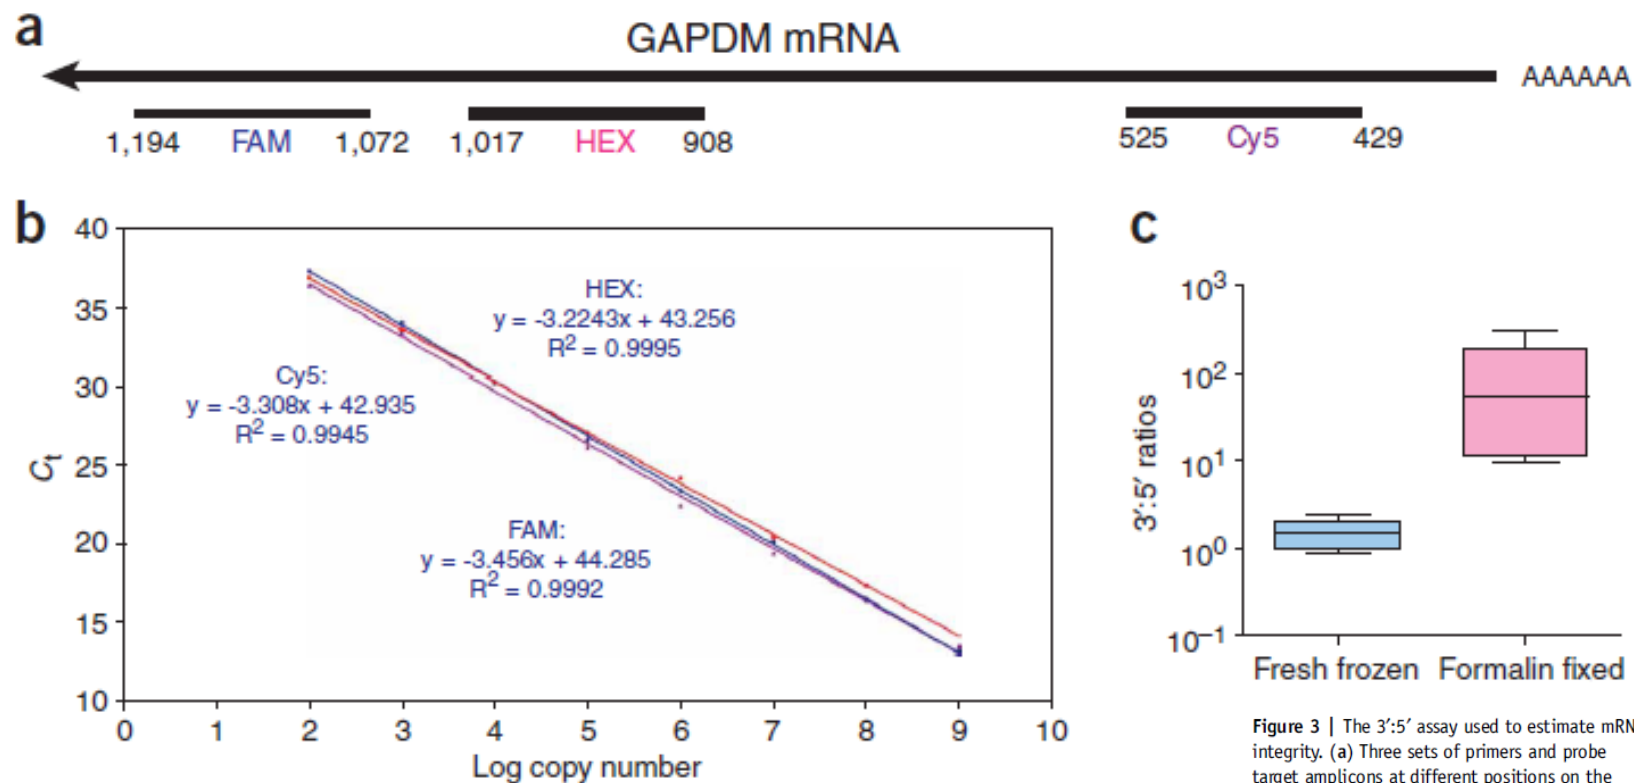 a
GAPDM mRNA
AAAAAA
1,194 FAM 1,072 1,017 HEX 908 525 Cy5 429
b
40
35
30
25
20
15
10
Ct
HEX:
y = -3.2243x + 43.256
R2 = 0.9995
Cy5:
y = -3.308x + 42.935
R2 = 0.9945
FAM:
y = -3.456x + 44.285
R2 = 0.9992
0 1 2 3 4 5 6 7 8 9 10
Log copy number
c
10³
10²
10¹
10⁰
10⁻¹
3′:5′ ratios
Fresh frozen Formalin fixed
Figure 3 | The 3′:5′ assay used to estimate mRN
integrity. (a) Three sets of primers and probe
target amplicons at different positions on the